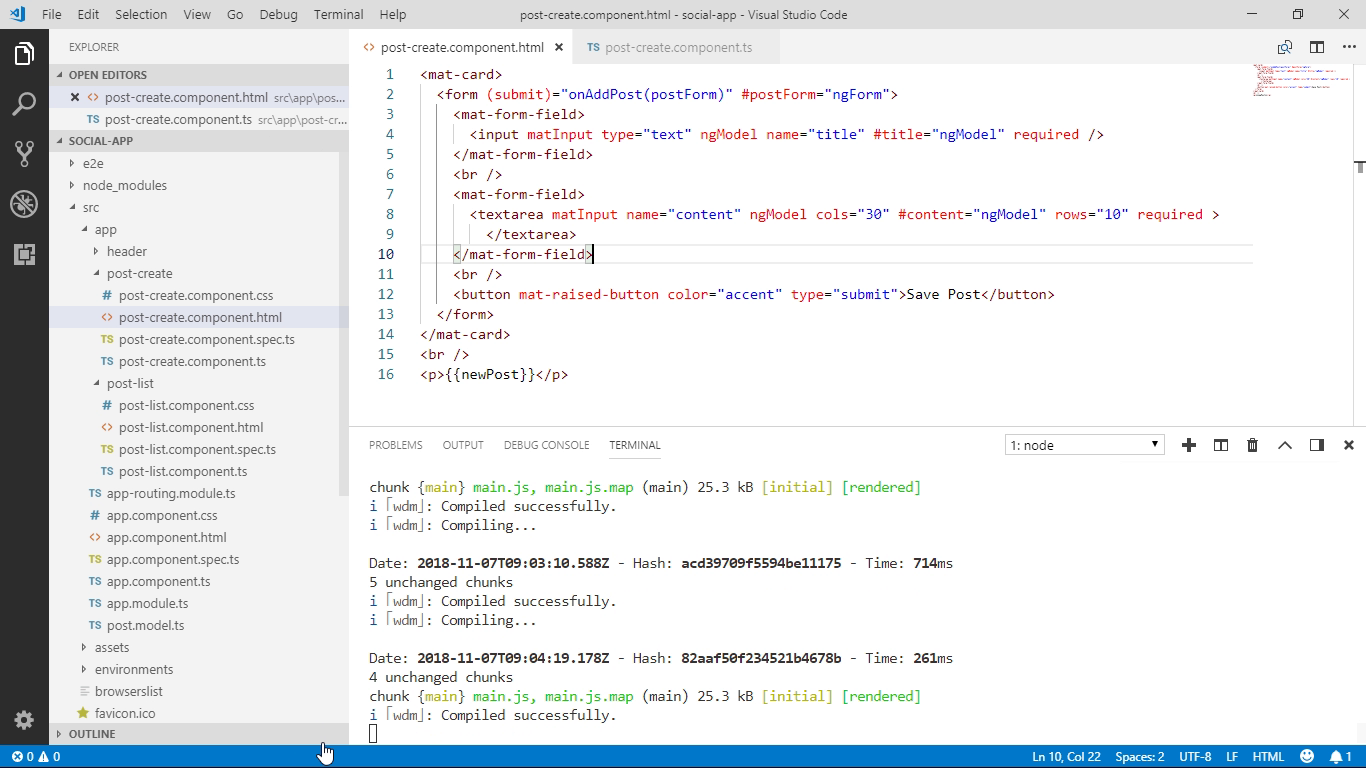 File Edit Selection View Go Debug Terminal Help post-create.component.html - social-app - Visual Studio Code
EXPLORER
OPEN EDITORS
post-create.component.html src\app\pos...
TS post-create.component.ts src\app\post-cr...
SOCIAL-APP
e2e
node_modules
src
app
header
post-create
# post-create.component.css
<> post-create.component.html
TS post-create.component.spec.ts
TS post-create.component.ts
post-list
# post-list.component.css
<> post-list.component.html
TS post-list.component.spec.ts
TS post-list.component.ts
TS app-routing.module.ts
# app.component.css
<> app.component.html
TS app.component.spec.ts
TS app.component.ts
TS app.module.ts
TS post.model.ts
assets
environments
browserslist
favicon.ico
OUTLINE
<> post-create.component.html TS post-create.component.ts
1 <mat-card>
2 <form (submit)="onAddPost(postForm)" #postForm="ngForm">
3 <mat-form-field>
4 <input matInput type="text" ngModel name="title" #title="ngModel" required />
5 </mat-form-field>
6 <br />
7 <mat-form-field>
8 <textarea matInput name="content" ngModel cols="30" #content="ngModel" rows="10" required >
9 </textarea>
10 </mat-form-field>
11 <br />
12 <button mat-raised-button color="accent" type="submit">Save Post</button>
13 </form>
14 </mat-card>
15 <br />
16 <p>{{newPost}}</p>
PROBLEMS OUTPUT DEBUG CONSOLE TERMINAL 1: node
chunk {main} main.js, main.js.map (main) 25.3 kB [initial] [rendered]
i ｢wdm｣: Compiled successfully.
i ｢wdm｣: Compiling...
Date: 2018-11-07T09:03:10.588Z - Hash: acd39709f5594be11175 - Time: 714ms
5 unchanged chunks
i ｢wdm｣: Compiled successfully.
i ｢wdm｣: Compiling...
Date: 2018-11-07T09:04:19.178Z - Hash: 82aaf50f234521b4678b - Time: 261ms
4 unchanged chunks
chunk {main} main.js, main.js.map (main) 25.3 kB [initial] [rendered]
i ｢wdm｣: Compiled successfully.
0 0 Ln 10, Col 22 Spaces: 2 UTF-8 LF HTML 1